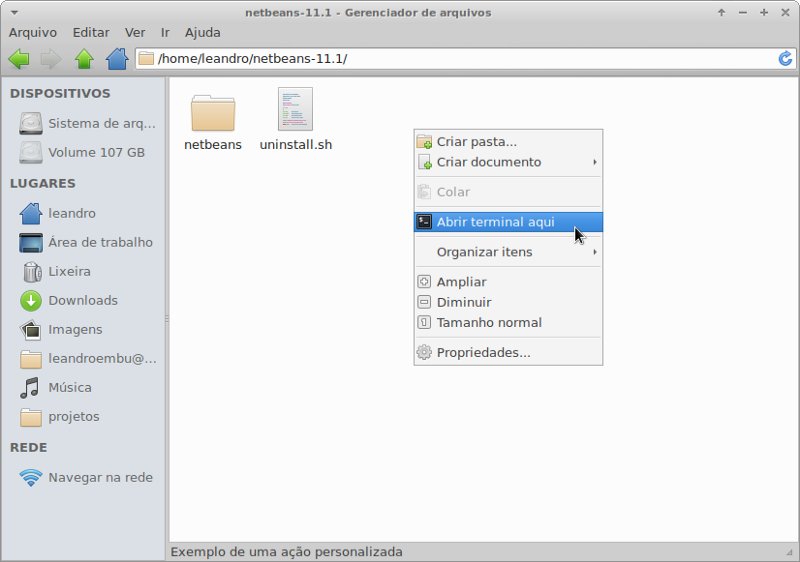 netbeans-11.1 - Gerenciador de arquivos
Arquivo Editar Ver Ir Ajuda
/home/leandro/netbeans-11.1/
DISPOSITIVOS
Sistema de arq...
Volume 107 GB
LUGARES
leandro
Área de trabalho
Lixeira
Downloads
Imagens
leandroembu@...
Música
projetos
REDE
Navegar na rede
netbeans
uninstall.sh
Criar pasta...
Criar documento
Colar
Abrir terminal aqui
Organizar itens
Ampliar
Diminuir
Tamanho normal
Propriedades...
Exemplo de uma ação personalizada